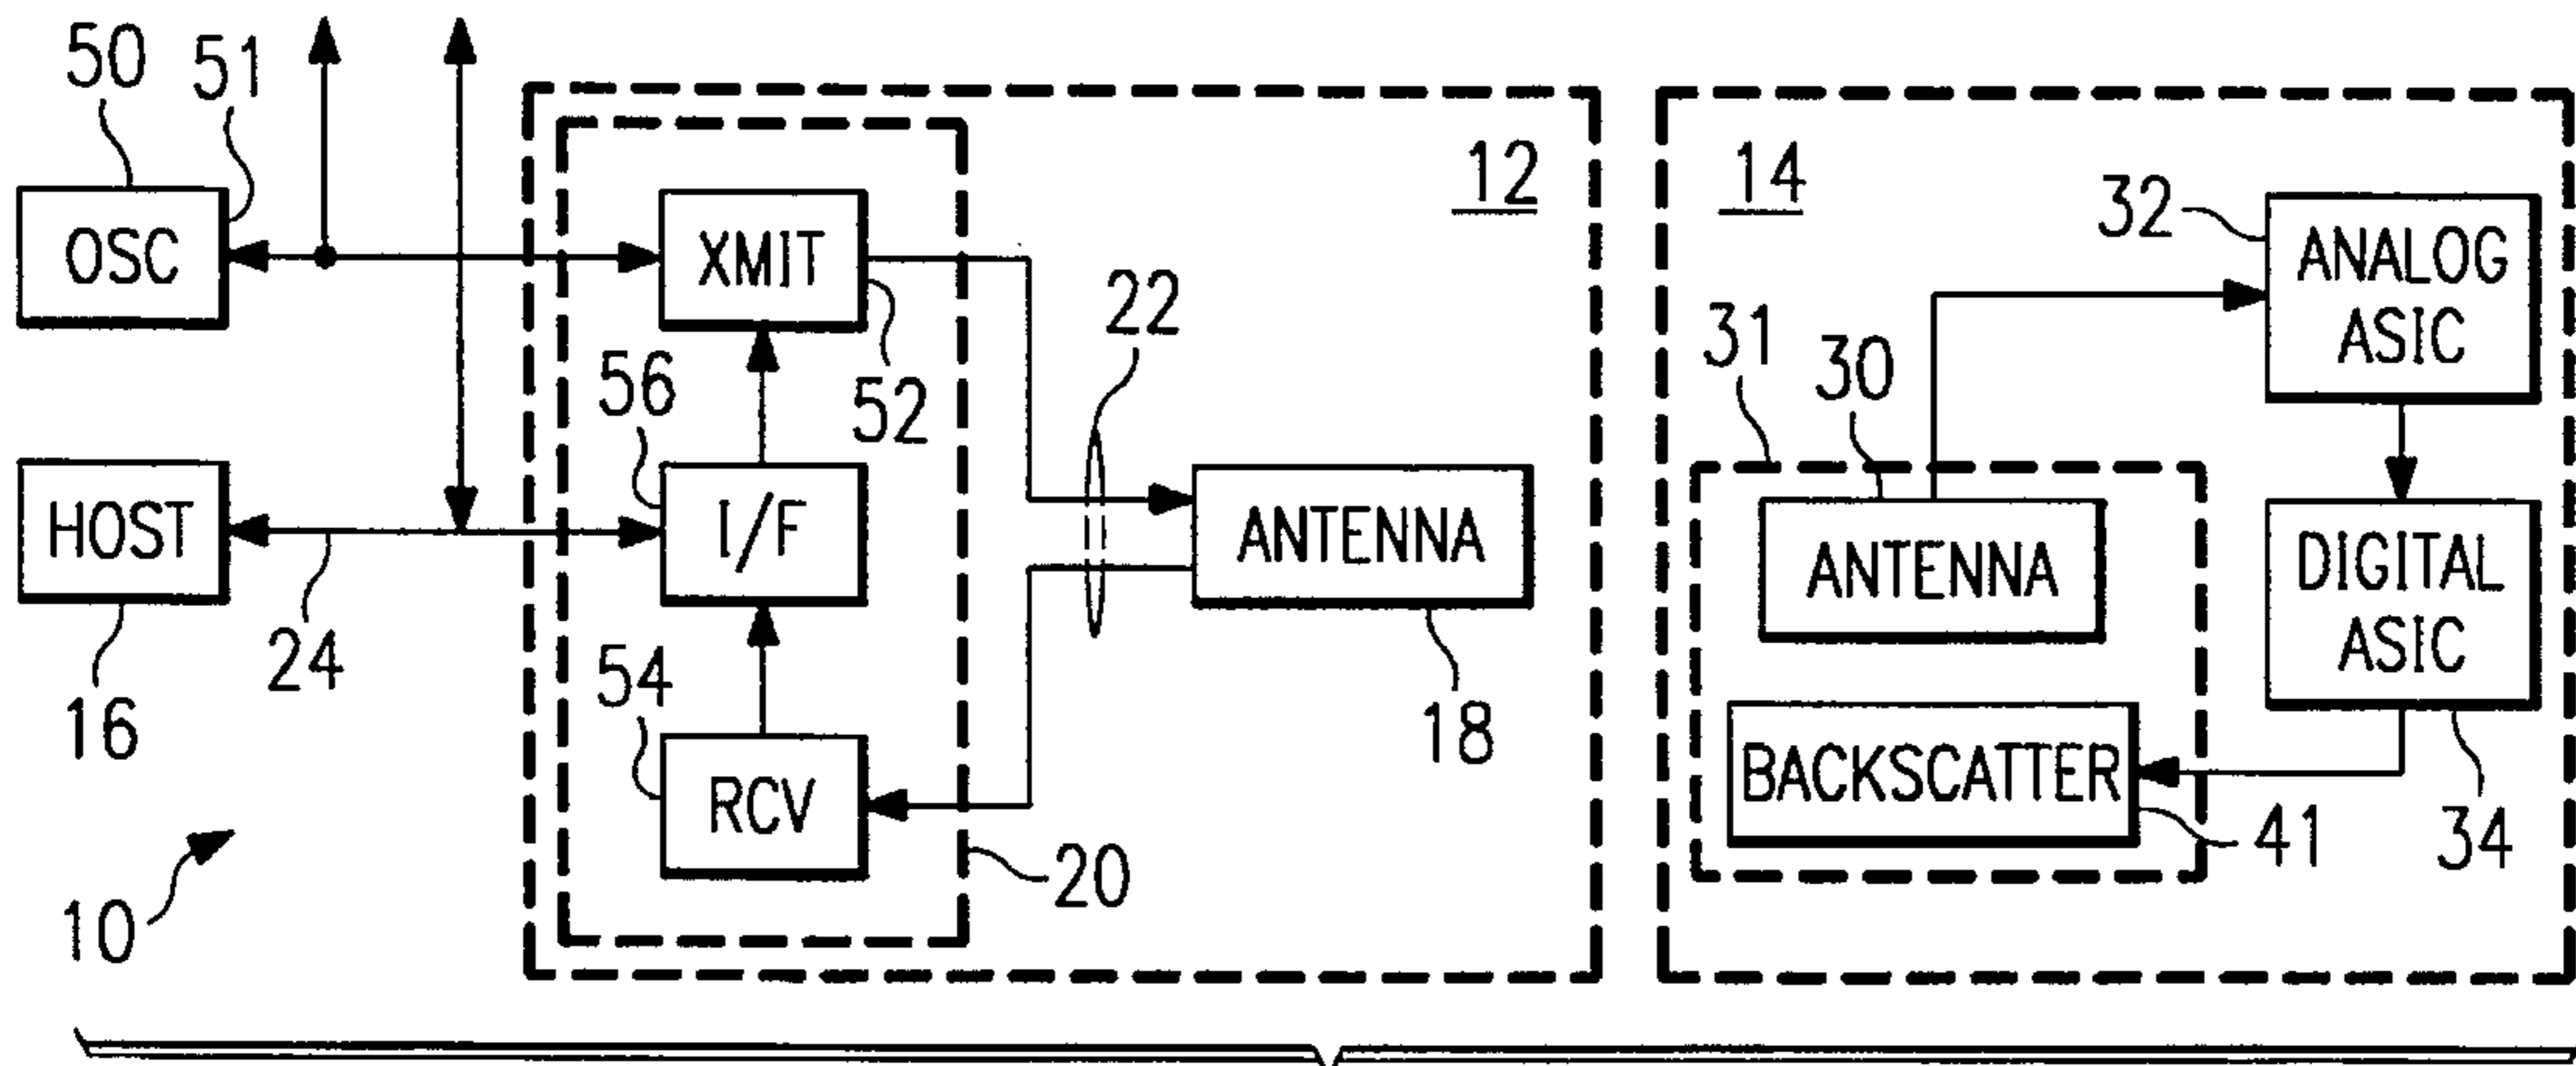 50
51
OSC
XMIT
52
12
22
14
32
ANALOG
ASIC
31
30
56
HOST
24
16
I/F
ANTENNA
18
ANTENNA
DIGITAL
ASIC
54
RCV
BACKSCATTER
41
34
20
10